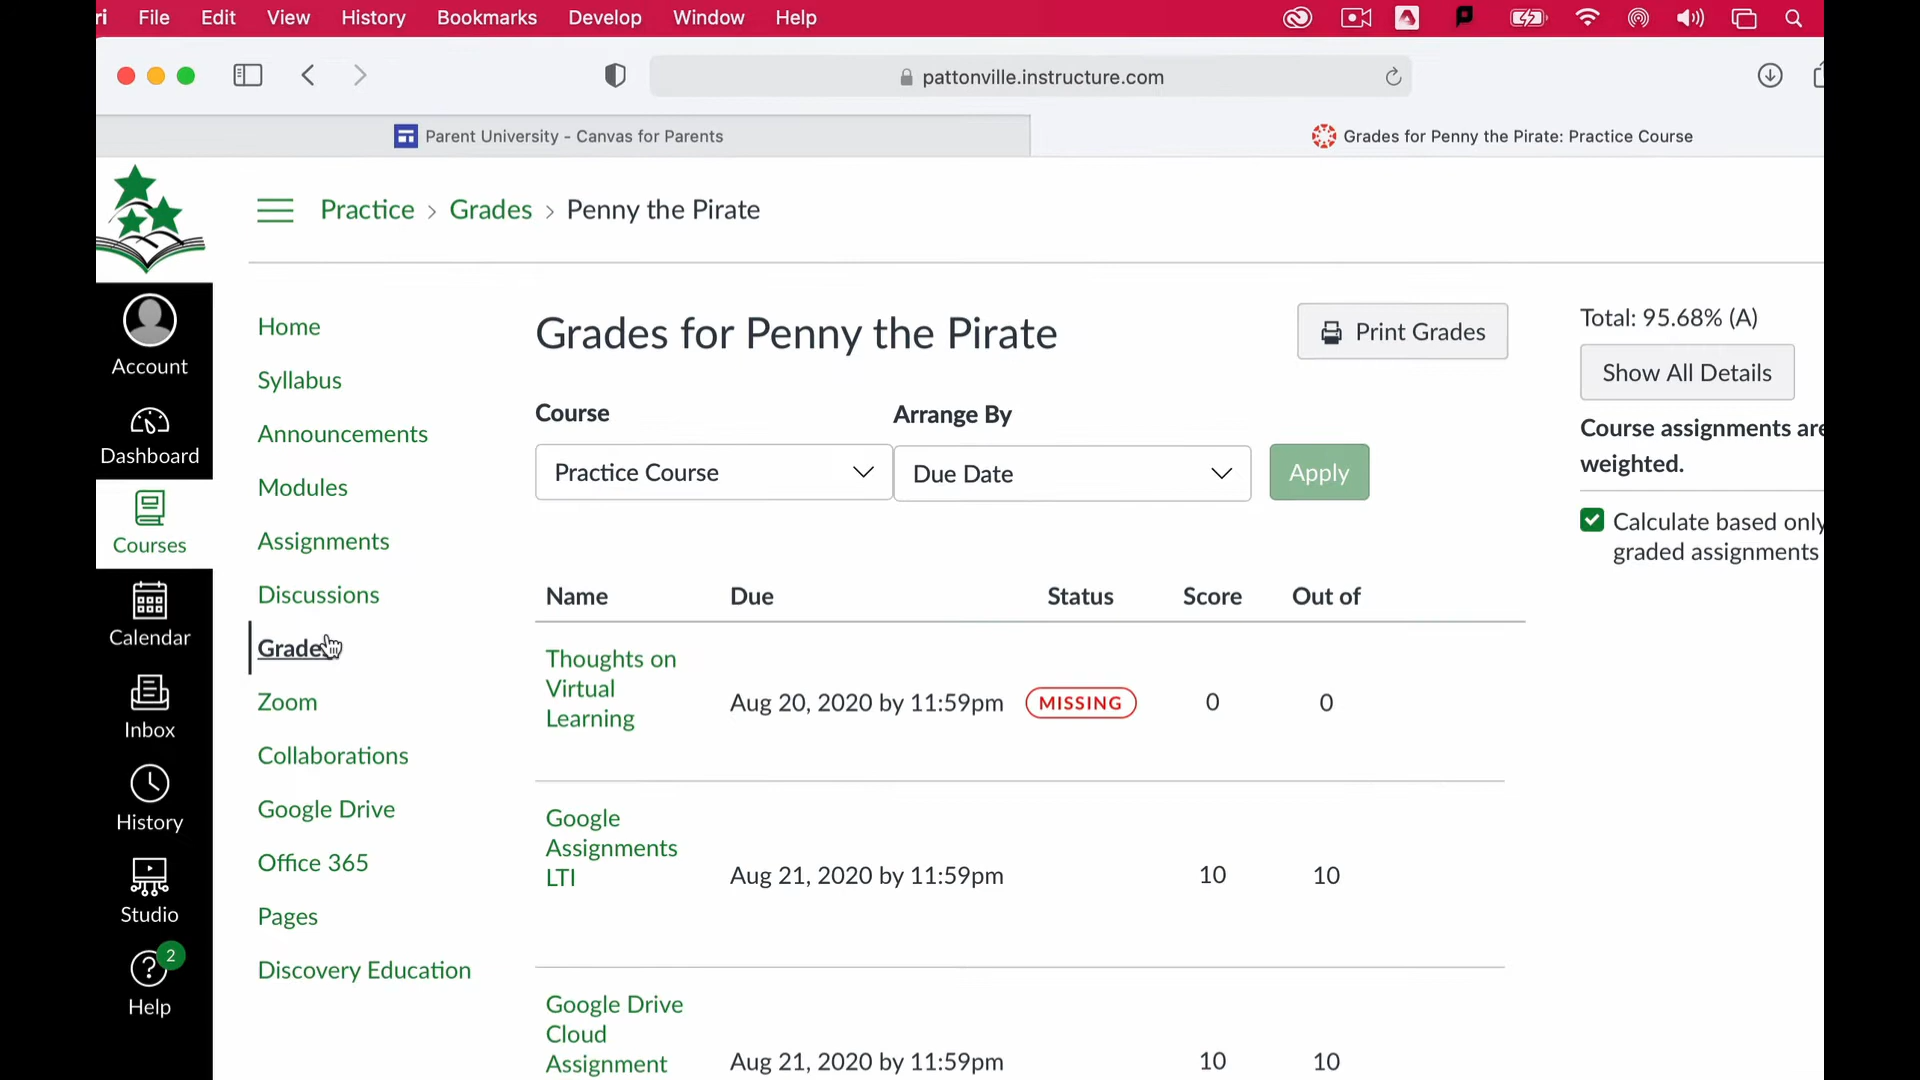 ri File Edit View History Bookmarks Develop Window Help
pattonville.instructure.com
Parent University - Canvas for Parents
Grades for Penny the Pirate: Practice Course
Practice > Grades > Penny the Pirate
Account
Dashboard
Courses
Calendar
Inbox
History
Studio
2
Help
Home
Syllabus
Announcements
Modules
Assignments
Discussions
Grades
Zoom
Collaborations
Google Drive
Office 365
Pages
Discovery Education
Grades for Penny the Pirate
Print Grades
Course
Arrange By
Practice Course
Due Date
Apply
Name Due Status Score Out of
Thoughts on
Virtual
Learning
Aug 20, 2020 by 11:59pm MISSING 0 0
Google
Assignments
LTI
Aug 21, 2020 by 11:59pm 10 10
Google Drive
Cloud
Assignment
Aug 21, 2020 by 11:59pm 10 10
Total: 95.68% (A)
Show All Details
Course assignments are
weighted.
Calculate based only
graded assignments